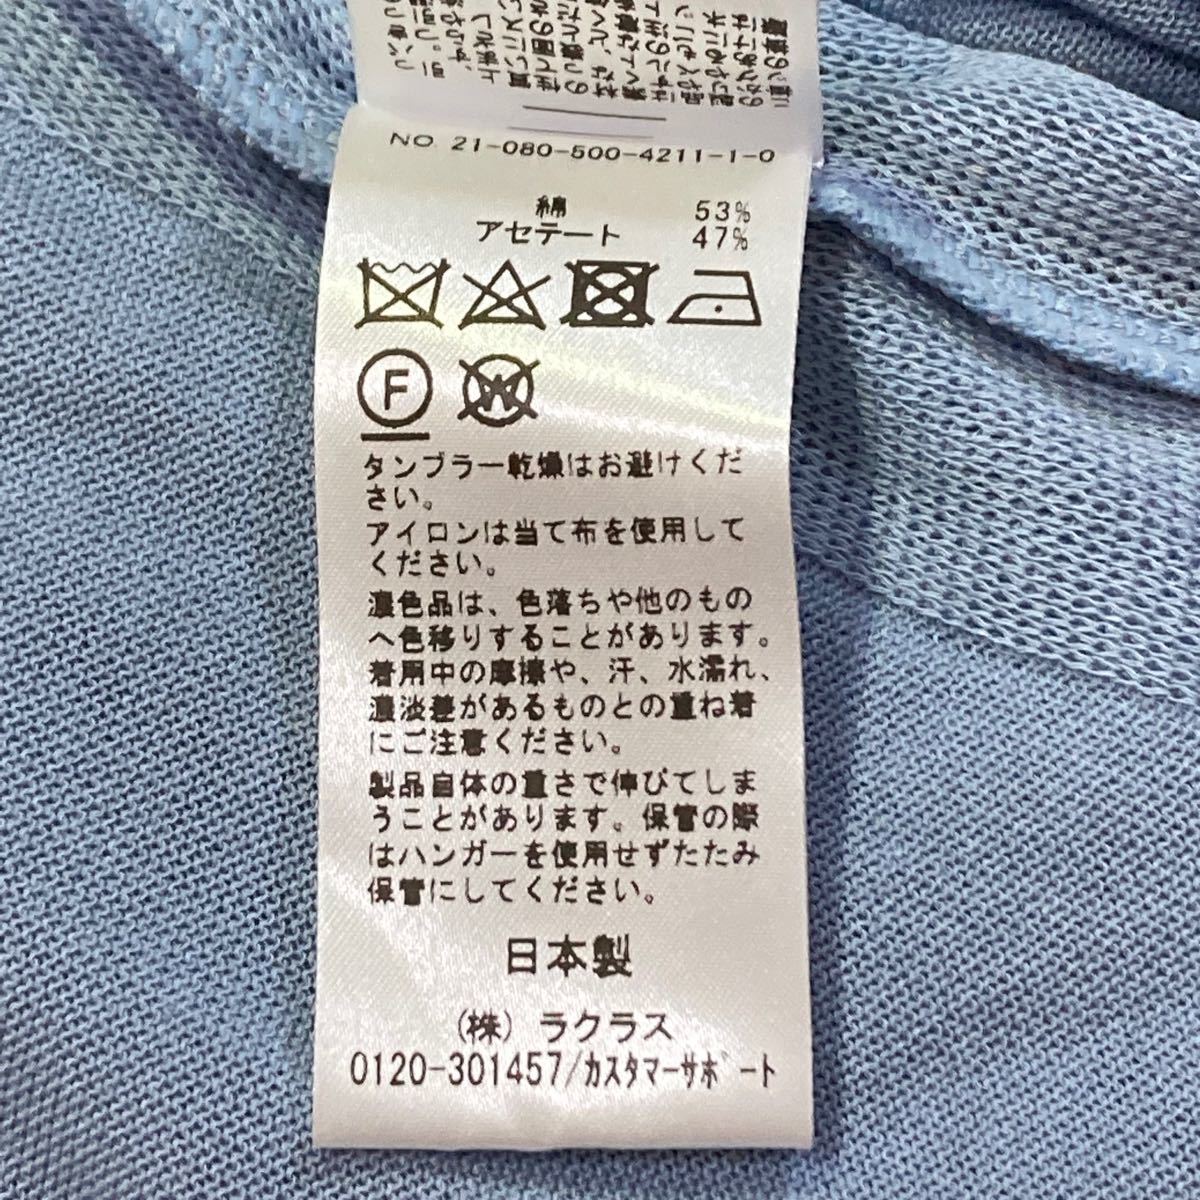 NO 21-080-500-4211-1-0
綿 53%
アセテート 47%
F
W
タンブラー乾燥はお避けくだ
さい。
アイロンは当て布を使用して
ください。
濃色品は、色落ちや他のもの
へ色移りすることがあります。
着用中の摩擦や、汗、水濡れ、
濃淡差があるものとの重ね着
にご注意ください。
製品自体の重さで伸びてしま
うことがあります。保管の際
はハンガーを使用せずたたみ
保管にしてください。
日本製
(株) ラクラス
0120-301457/カスタマーサポート